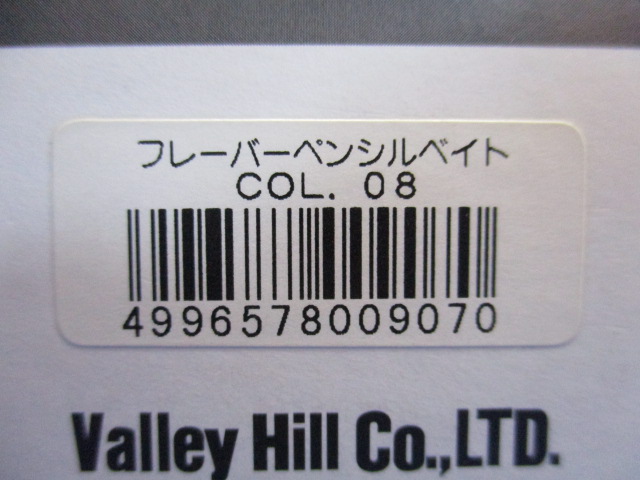 フレーバーペンシルベイト
COL. 08
4996578009070
Valley Hill Co.,LTD.